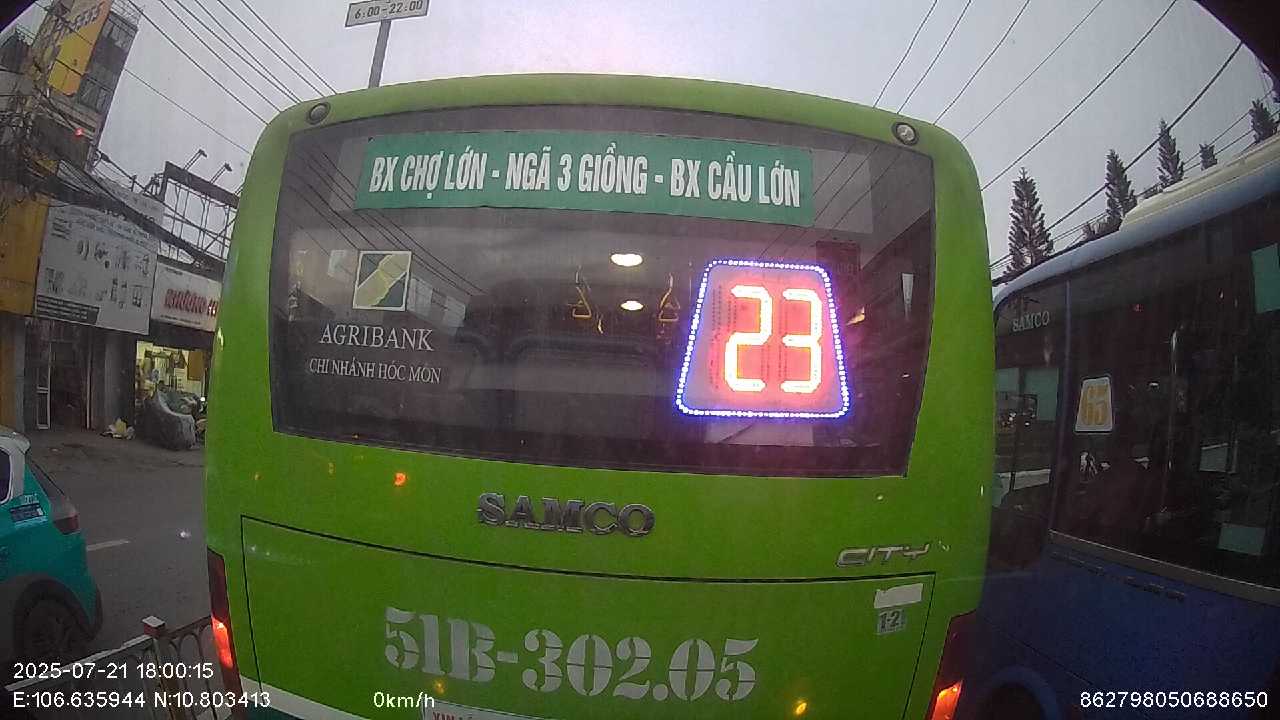 6:00-22:00
BX CHỢ LỚN - NGÃ 3 GIỒNG - BX CẦU LỚN
23
AGRIBANK
CHI NHÁNH HÓC MÔN
SAMCO
65
SAMCO
CITY
12
51B-302.05
2025-07-21 18:00:15
E:106.635944 N:10.803413
0km/h
862798050688650